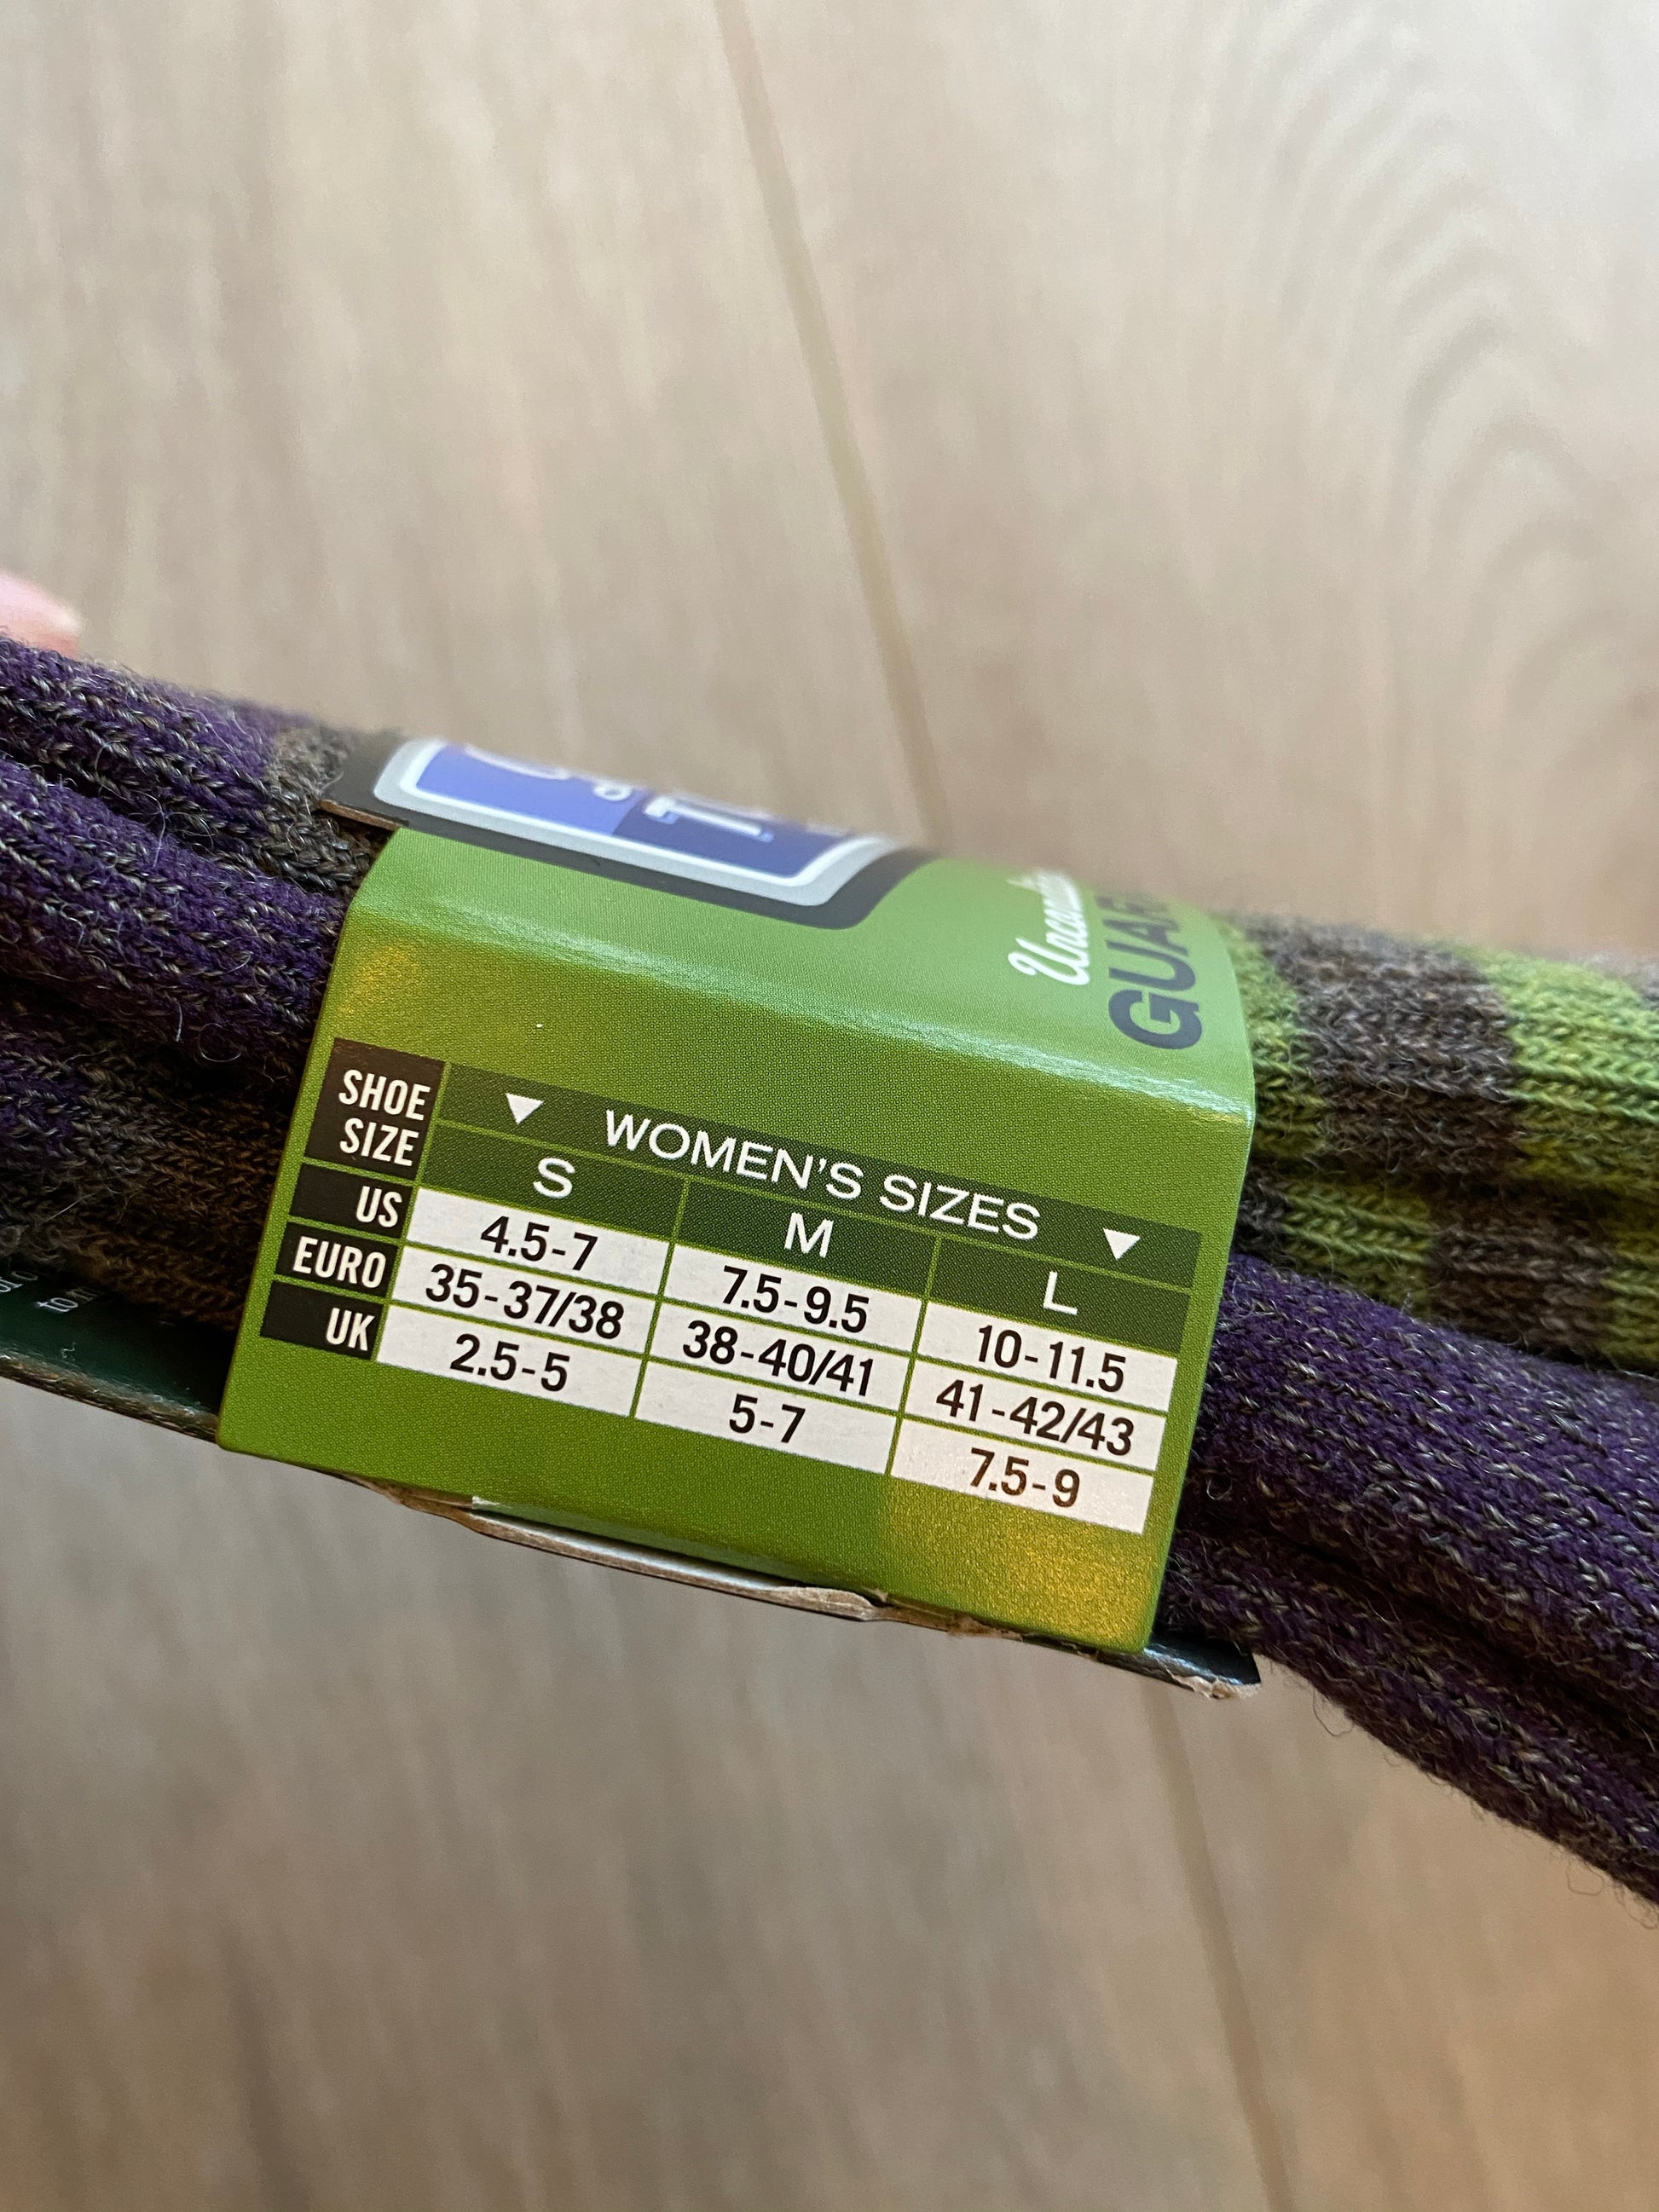 GUAR
SHOE SIZE ▼ WOMEN'S SIZES ▼
S M L
US 4.5-7 7.5-9.5 10-11.5
EURO 35-37/38 38-40/41 41-42/43
UK 2.5-5 5-7 7.5-9